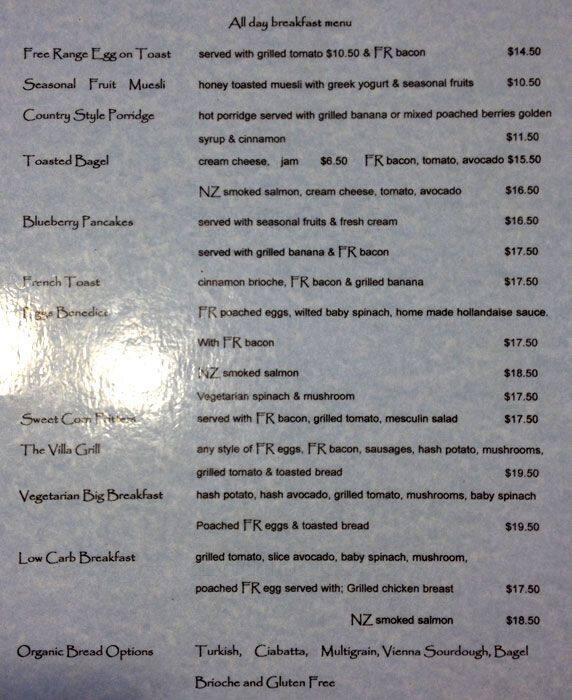 All day breakfast menu
Free Range Egg on Toast served with grilled tomato $10.50 & FR bacon $14.50
Seasonal Fruit Muesli honey toasted muesli with greek yogurt & seasonal fruits $10.50
Country Style Porridge hot porridge served with grilled banana or mixed poached berries golden
syrup & cinnamon $11.50
Toasted Bagel cream cheese, jam $6.50 FR bacon, tomato, avocado $15.50
NZ smoked salmon, cream cheese, tomato, avocado $16.50
Blueberry Pancakes served with seasonal fruits & fresh cream $16.50
served with grilled banana & FR bacon $17.50
French Toast cinnamon brioche, FR bacon & grilled banana $17.50
Eggs Benedict FR poached eggs, wilted baby spinach, home made hollandaise sauce.
With FR bacon $17.50
NZ smoked salmon $18.50
Vegetarian spinach & mushroom $17.50
Sweet Corn Fritters served with FR bacon, grilled tomato, mesculin salad $17.50
The Villa Grill any style of FR eggs, FR bacon, sausages, hash potato, mushrooms,
grilled tomato & toasted bread $19.50
Vegetarian Big Breakfast hash potato, hash avocado, grilled tomato, mushrooms, baby spinach
Poached FR eggs & toasted bread $19.50
Low Carb Breakfast grilled tomato, slice avocado, baby spinach, mushroom,
poached FR egg served with; Grilled chicken breast $17.50
NZ smoked salmon $18.50
Organic Bread Options Turkish, Ciabatta, Multigrain, Vienna Sourdough, Bagel
Brioche and Gluten Free